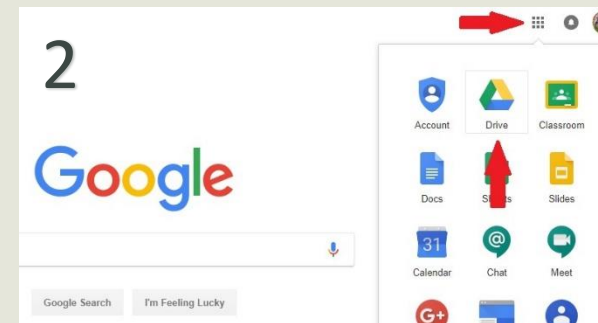 2
Account Drive Classroom
Google
Docs Slides
31
Calendar Chat Meet
Google Search I'm Feeling Lucky
G+